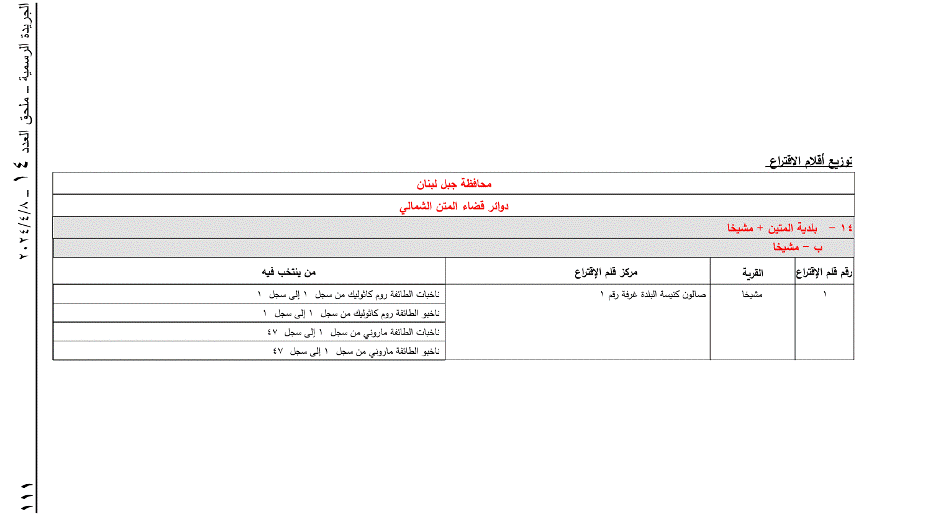 الجريدة الرسمية – ملحق العدد ١٤ – ٢٠٢٤/٤/٨
توزيع أقلام الاقتراع
محافظة جبل لبنان
دوائر قضاء المتن الشمالي
١٤ – بلدية المتين + مشيخا
ب – مشيخا
رقم قلم الإقتراع القرية مركز قلم الإقتراع من ينتخب فيه
١ مشيخا صالون كنيسة البلدة غرفة رقم ١ ناخبات الطائفة روم كاثوليك من سجل ١ إلى سجل ١
ناخبو الطائفة روم كاثوليك من سجل ١ إلى سجل ١
ناخبات الطائفة ماروني من سجل ١ إلى سجل ٤٧
ناخبو الطائفة ماروني من سجل ١ إلى سجل ٤٧
١١١